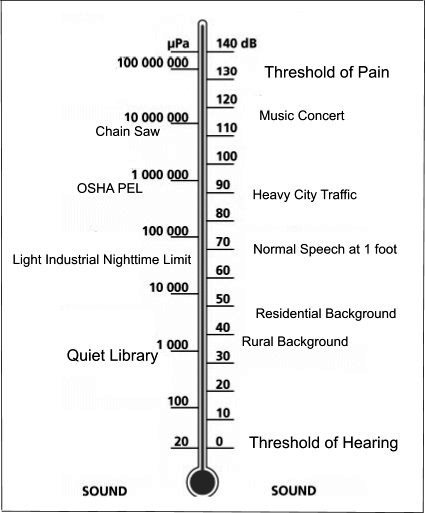 µPa 140 dB
100 000 000
130 Threshold of Pain
120
10 000 000 Music Concert
Chain Saw 110
100
1 000 000
OSHA PEL 90 Heavy City Traffic
80
100 000
70 Normal Speech at 1 foot
Light Industrial Nighttime Limit
60
10 000
50 Residential Background
40 Rural Background
1 000
Quiet Library 30
20
100
10
20 0 Threshold of Hearing
SOUND SOUND